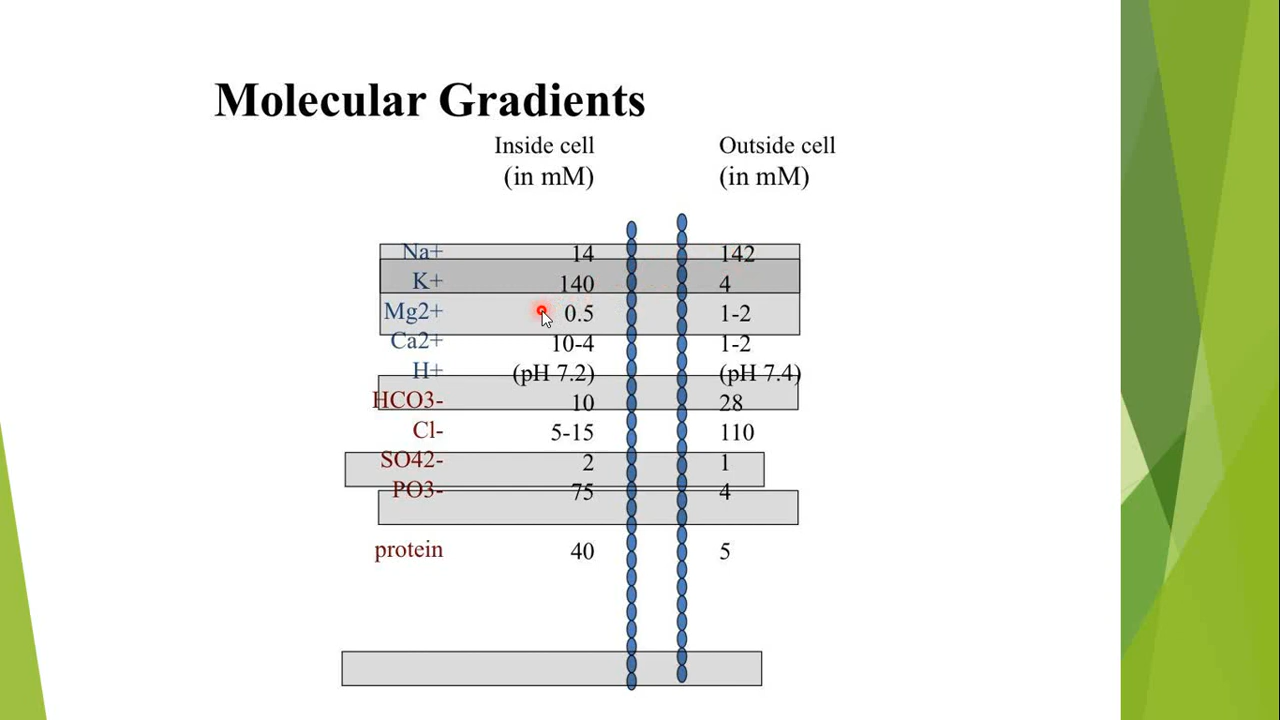 Molecular Gradients
Inside cell Outside cell
(in mM) (in mM)
Na+ 14 142
K+ 140 4
Mg2+ 0.5 1-2
Ca2+ 10-4 1-2
H+ (pH 7.2) (pH 7.4)
HCO3- 10 28
Cl- 5-15 110
SO42- 2 1
PO3- 75 4
protein 40 5